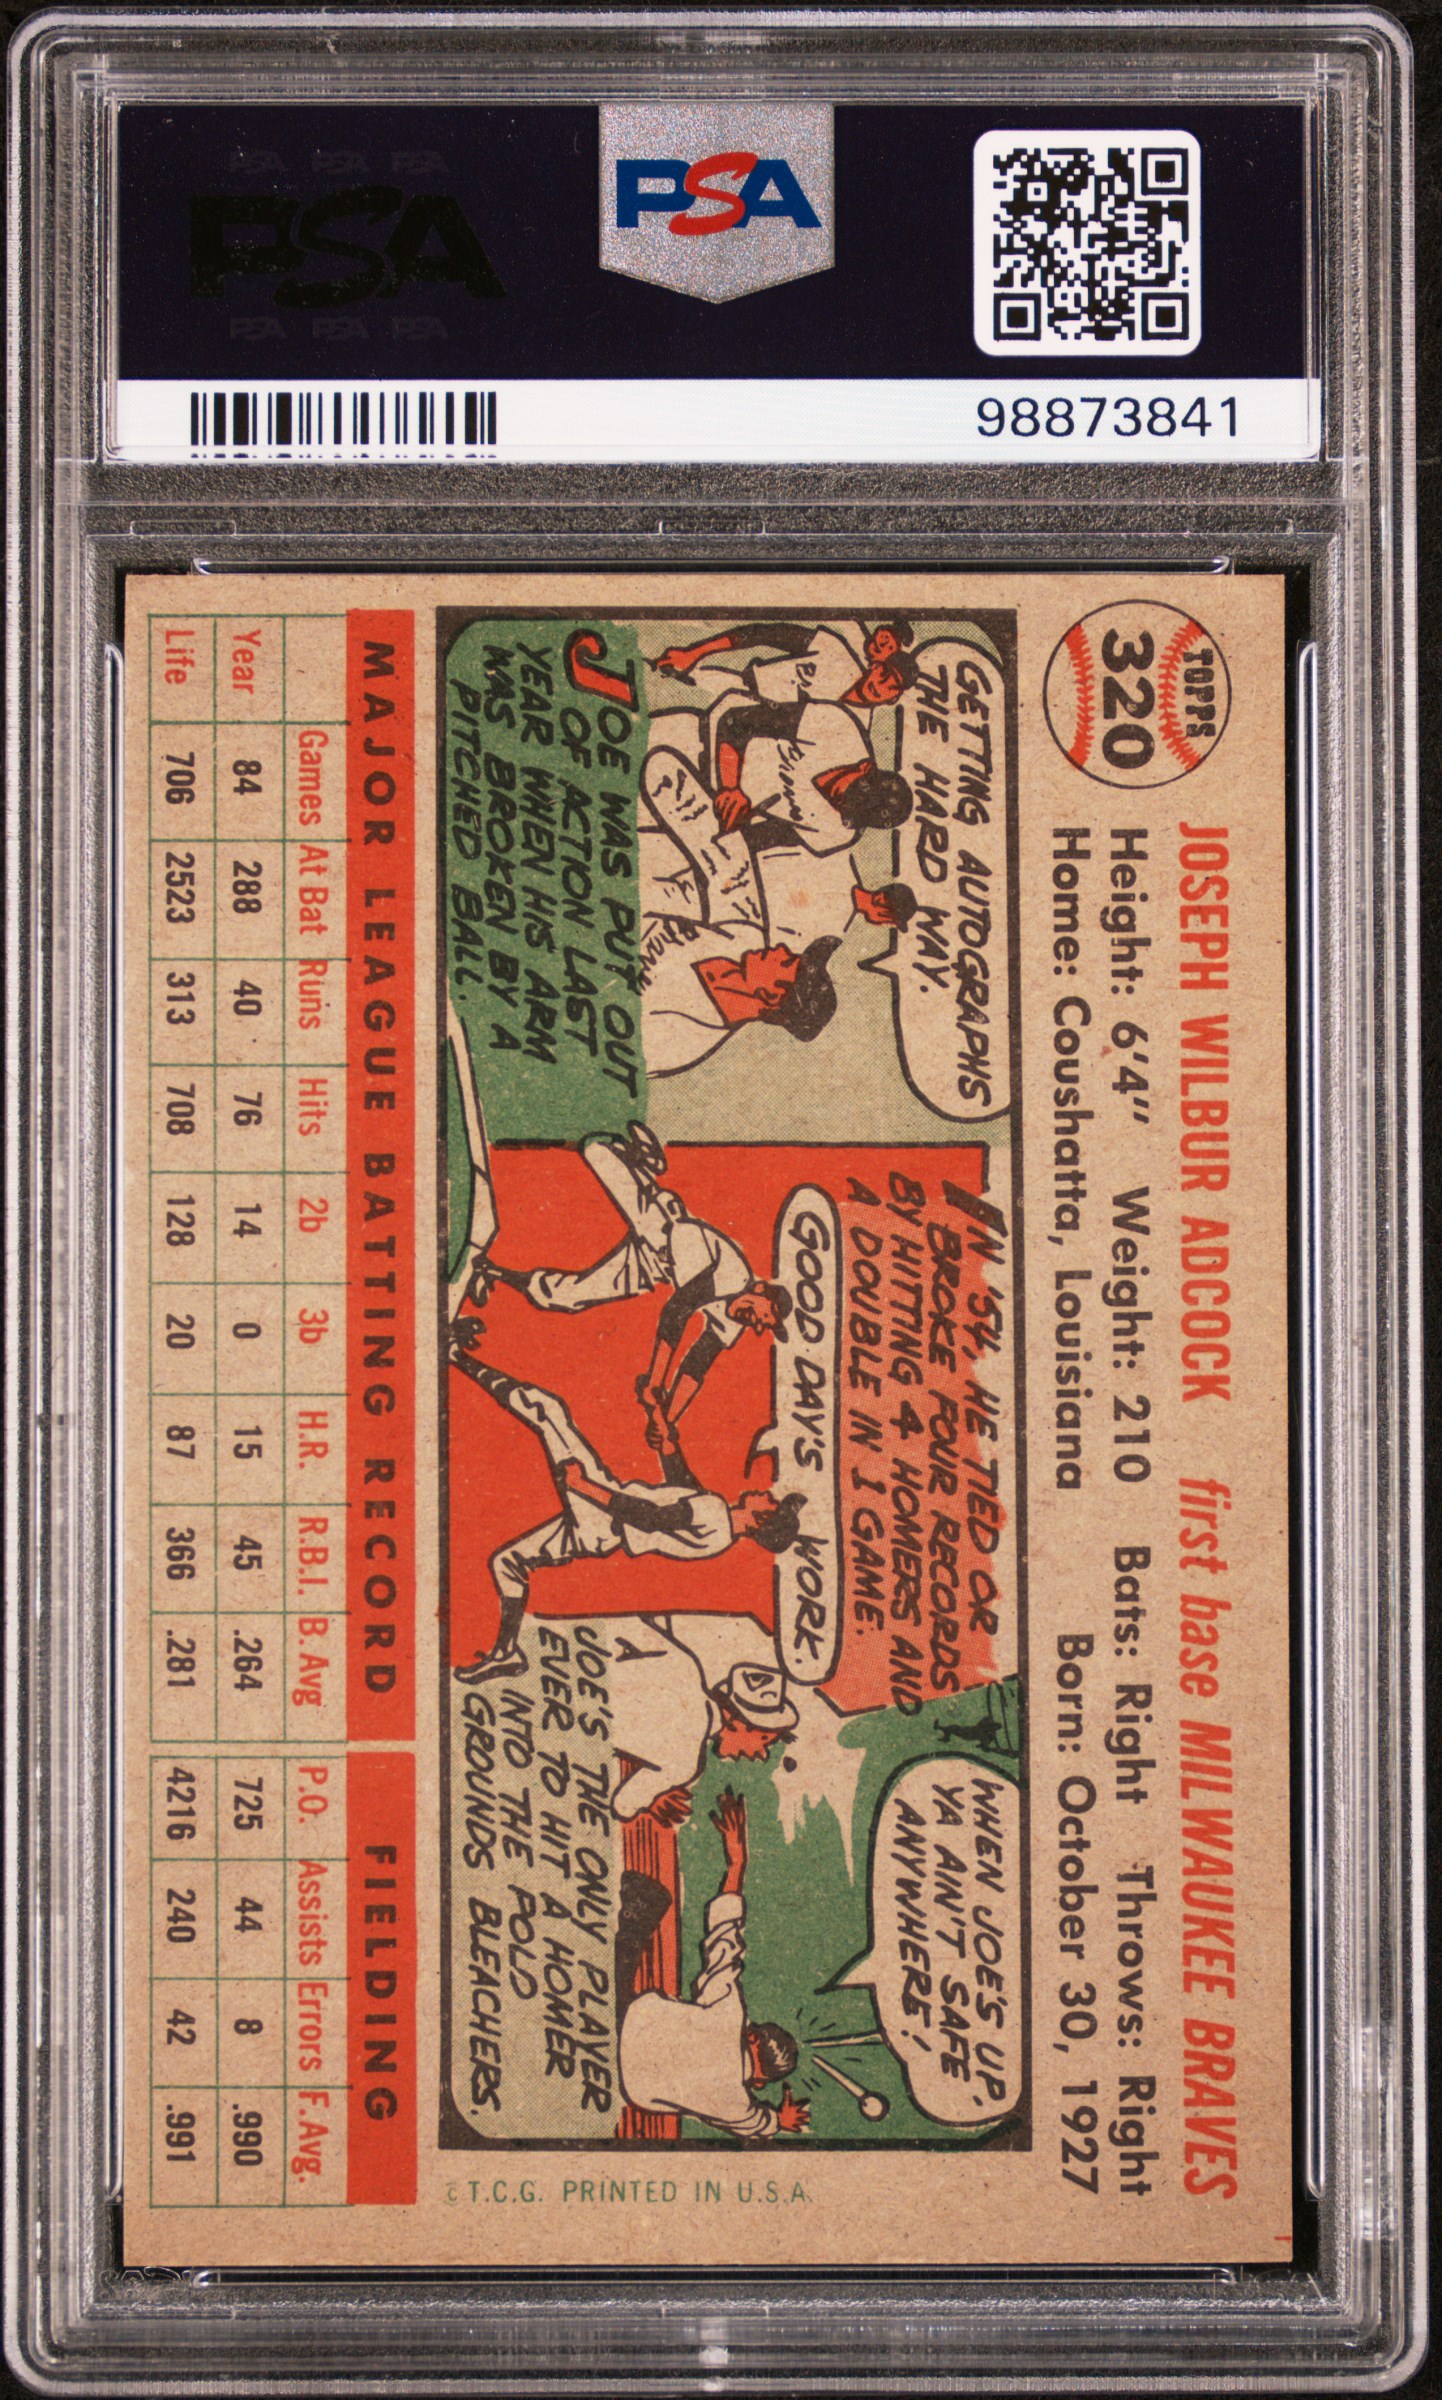 PSA PSA PSA
PSA
PSA PSA PSA
PSA
98873841
TOPPS
320
JOSEPH WILBUR ADCOCK first base MILWAUKEE BRAVES
Height: 6'4" Weight: 210 Bats: Right Throws: Right
Home: Coushatta, Louisiana Born: October 30, 1927
GETTING AUTOGRAPHS
THE HARD WAY.
Braves
JOE WAS PUT OUT
OF ACTION LAST
YEAR WHEN HIS ARM
WAS BROKEN BY A
PITCHED BALL.
IN '54, HE TIED OR
BROKE FOUR RECORDS
BY HITTING 4 HOMERS AND
A DOUBLE IN 1 GAME.
GOOD DAY'S WORK.
WHEN JOE'S UP,
YA AIN'T SAFE
ANYWHERE!
JOE'S THE ONLY PLAYER
EVER TO HIT A HOMER
INTO THE POLO
GROUNDS BLEACHERS.
© T.C.G. PRINTED IN U.S.A.
MAJOR LEAGUE BATTING RECORD FIELDING
Games At Bat Runs Hits 2b 3b H.R. R.B.I. B. Avg P.O. Assists Errors F. Avg.
Year 84 288 40 76 14 0 15 45 .264 725 44 8 .990
Life 706 2523 313 708 128 20 87 366 .281 4216 240 42 .991